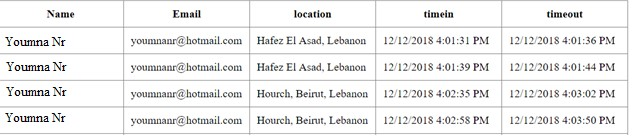 Name Email location timein timeout
Youmna Nr youmnanr@hotmail.com Hafez El Asad, Lebanon 12/12/2018 4:01:31 PM 12/12/2018 4:01:36 PM
Youmna Nr youmnanr@hotmail.com Hafez El Asad, Lebanon 12/12/2018 4:01:39 PM 12/12/2018 4:01:44 PM
Youmna Nr youmnanr@hotmail.com Hourch, Beirut, Lebanon 12/12/2018 4:02:35 PM 12/12/2018 4:03:02 PM
Youmna Nr youmnanr@hotmail.com Hourch, Beirut, Lebanon 12/12/2018 4:02:58 PM 12/12/2018 4:03:50 PM